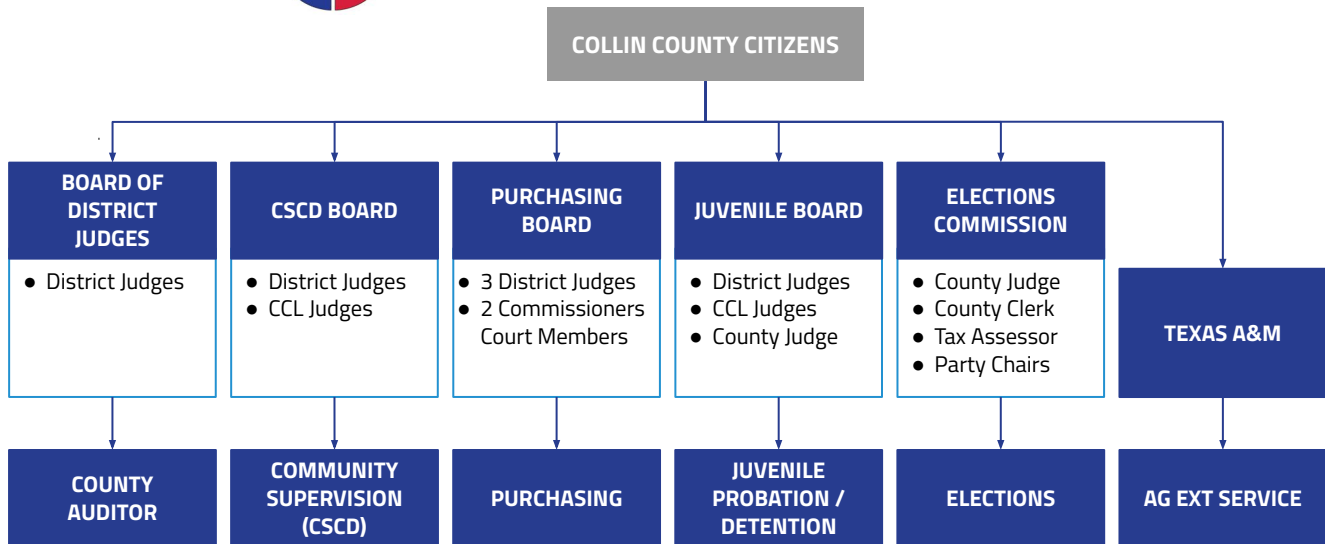 COLLIN COUNTY CITIZENS
BOARD OF
DISTRICT
JUDGES
● District Judges
COUNTY
AUDITOR
CSCD BOARD
● District Judges
● CCL Judges
COMMUNITY
SUPERVISION
(CSCD)
PURCHASING
BOARD
● 3 District Judges
● 2 Commissioners
Court Members
PURCHASING
JUVENILE BOARD
● District Judges
● CCL Judges
● County Judge
JUVENILE
PROBATION /
DETENTION
ELECTIONS
COMMISSION
● County Judge
● County Clerk
● Tax Assessor
● Party Chairs
ELECTIONS
TEXAS A&M
AG EXT SERVICE